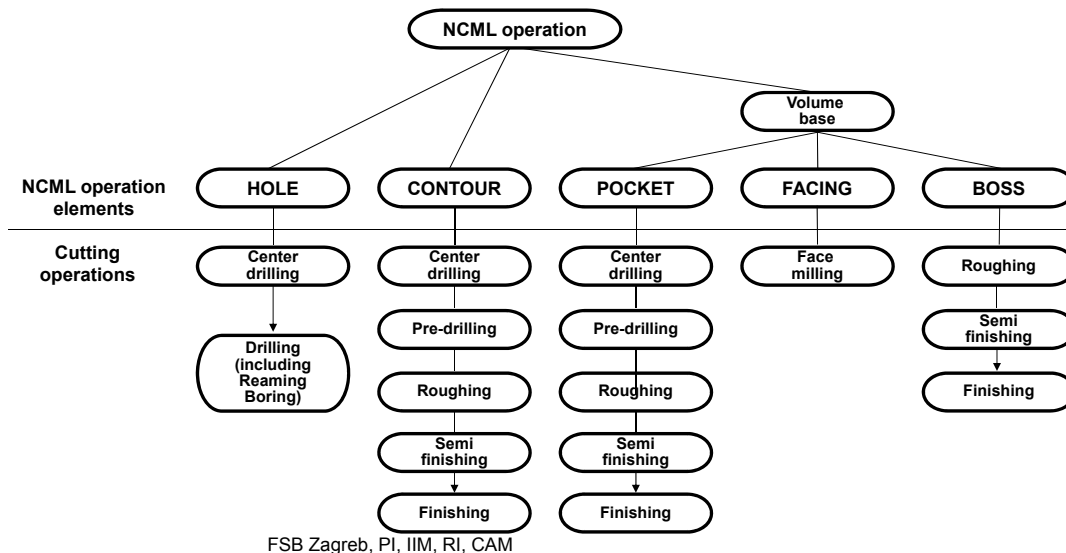 NCML operation
Volume
base
NCML operation
elements
HOLE
CONTOUR
POCKET
FACING
BOSS
Cutting
operations
Center
drilling
Drilling
(including
Reaming
Boring)
Center
drilling
Pre-drilling
Roughing
Semi
finishing
Finishing
Center
drilling
Pre-drilling
Roughing
Semi
finishing
Finishing
Face
milling
Roughing
Semi
finishing
Finishing
FSB Zagreb, PI, IIM, RI, CAM